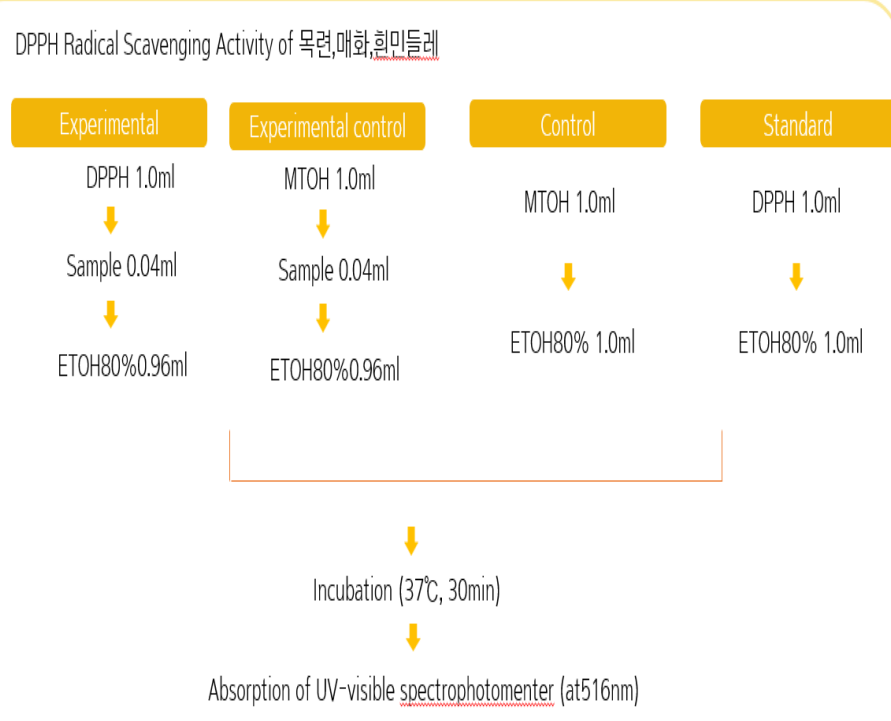 DPPH Radical Scavenging Activity of 목련,매화,흰민들레
Experimental
DPPH 1.0ml
Sample 0.04ml
ETOH80%0.96ml
Experimental control
MTOH 1.0ml
Sample 0.04ml
ETOH80%0.96ml
Control
MTOH 1.0ml
ETOH80% 1.0ml
Standard
DPPH 1.0ml
ETOH80% 1.0ml
Incubation (37℃, 30min)
Absorption of UV-visible spectrophotomenter (at516nm)